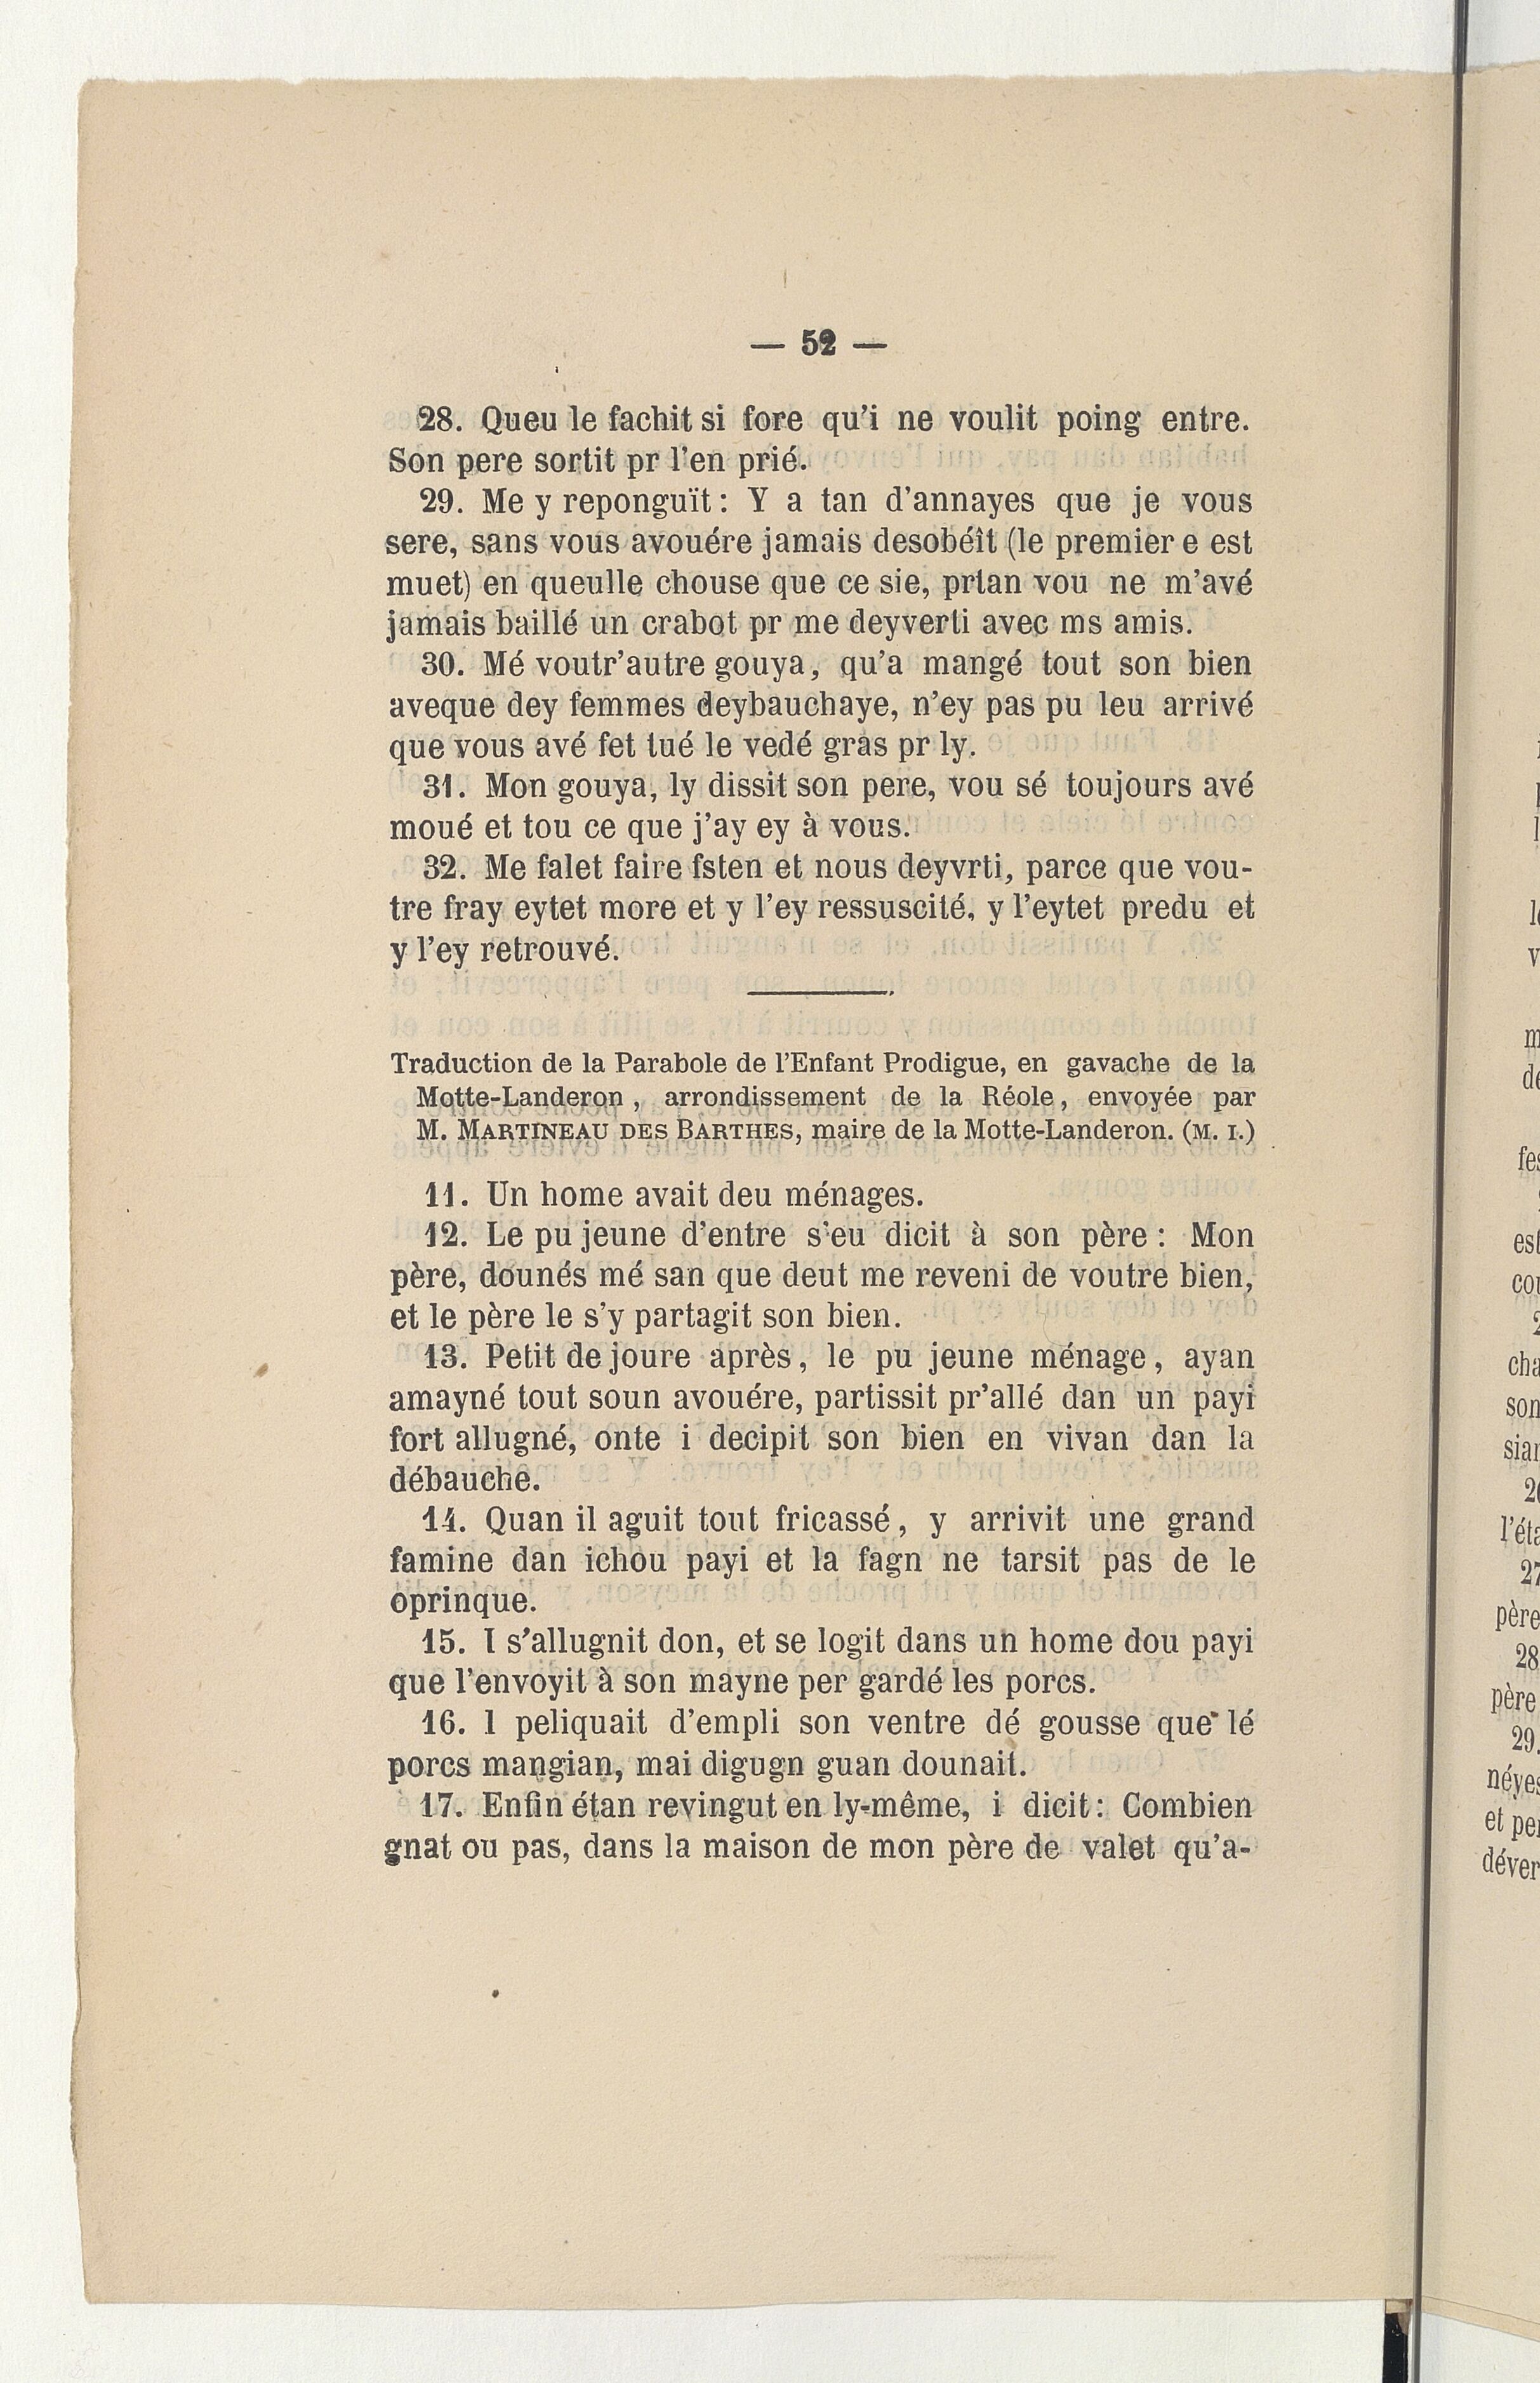 — 52 —
28. Queu le fachit si fore qu'i ne voulit poing entre.
Son pere sortit pr l'en prié.
29. Me y reponguït : Y a tan d'annayes que je vous
sere, sans vous avouére jamais desobéît (le premier e est
muet) en queulle chouse que ce sie, prtan vou ne m'avé
jamais baillé un crabot pr me deyverti avec ms amis.
30. Mé voutr'autre gouya, qu'a mangé tout son bien
aveque dey femmes deybauchaye, n'ey pas pu leu arrivé
que vous avé fet tué le vedé gras pr ly.
31. Mon gouya, ly dissit son pere, vou sé toujours avé
moué et tou ce que j'ay ey à vous.
32. Me falet faire fsten et nous deyvrti, parce que vou-
tre fray eytet more et y l'ey ressuscité, y l'eytet predu et
y l'ey retrouvé.
Traduction de la Parabole de l'Enfant Prodigue, en gavache de la
Motte-Landeron, arrondissement de la Réole, envoyée par
M. MARTINEAU DES BARTHES, maire de la Motte-Landeron. (M. I.)
11. Un home avait deu ménages.
12. Le pu jeune d'entre s'eu dicit à son père : Mon
père, dounés mé san que deut me reveni de voutre bien,
et le père le s'y partagit son bien.
13. Petit de joure après, le pu jeune ménage, ayan
amayné tout soun avouére, partissit pr'allé dan un payi
fort allugné, onte i decipit son bien en vivan dan la
débauche.
14. Quan il aguit tout fricassé, y arrivit une grand
famine dan ichou payi et la fagn ne tarsit pas de le
oprinque.
15. I s'allugnit don, et se logit dans un home dou payi
que l'envoyit à son mayne per gardé les porcs.
16. I peliquait d'empli son ventre dé gousse que lé
porcs mangian, mai digugn guan dounait.
17. Enfin étan revingut en ly-même, i dicit : Combien
gnat ou pas, dans la maison de mon père de valet qu'a-